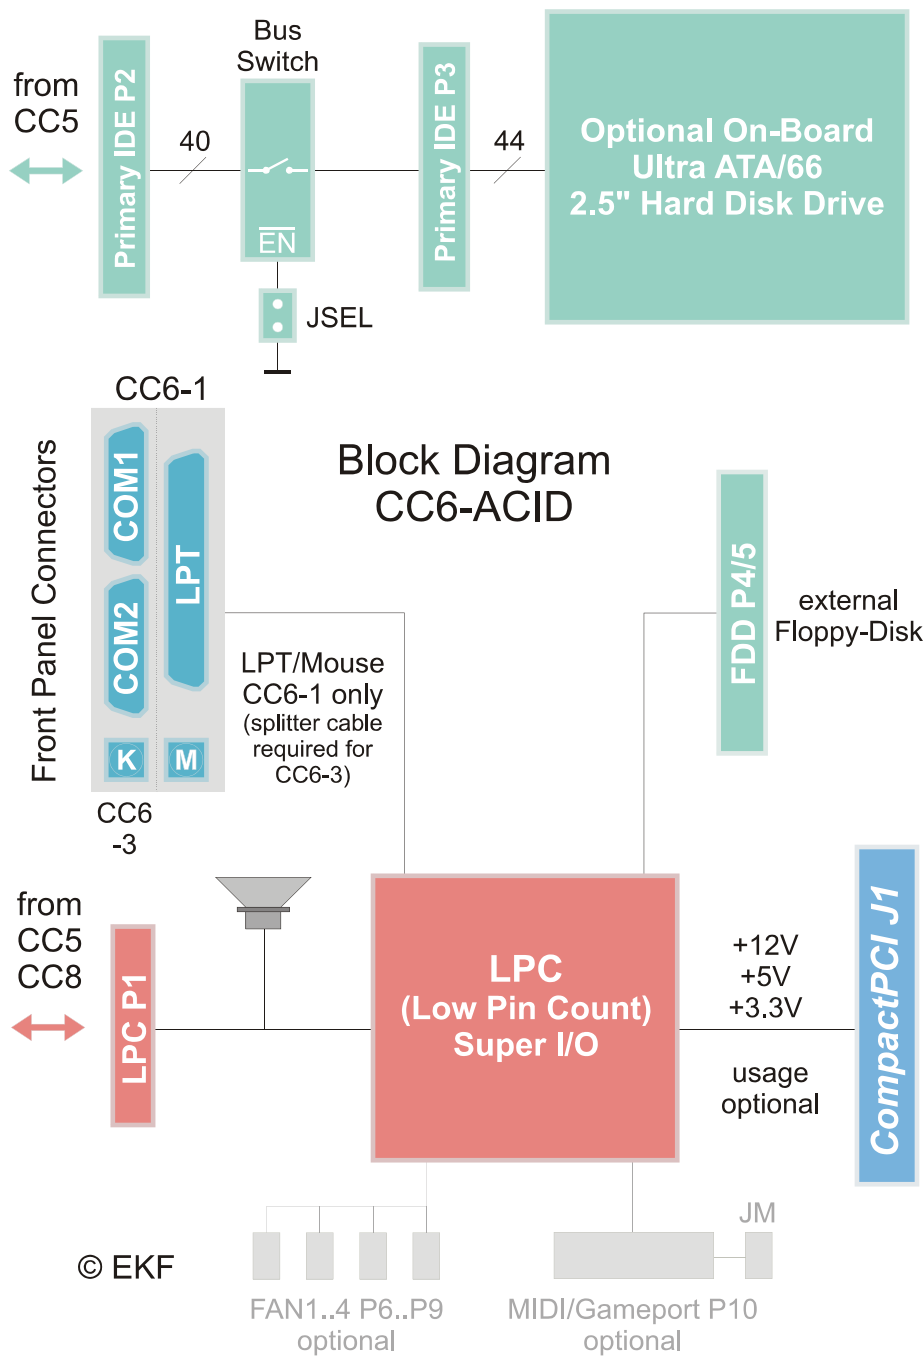 Bus
Switch
from
CC5
Primary IDE P2
40
EN
JSEL
Primary IDE P3
44
Optional On-Board
Ultra ATA/66
2.5" Hard Disk Drive
CC6-1
Front Panel Connectors
COM1
COM2
LPT
K
M
CC6
-3
Block Diagram
CC6-ACID
LPT/Mouse
CC6-1 only
(splitter cable
required for
CC6-3)
FDD P4/5
external
Floppy-Disk
from
CC5
CC8
LPC P1
LPC
(Low Pin Count)
Super I/O
+12V
+5V
+3.3V
usage
optional
CompactPCI J1
© EKF
FAN1..4 P6..P9
optional
JM
MIDI/Gameport P10
optional